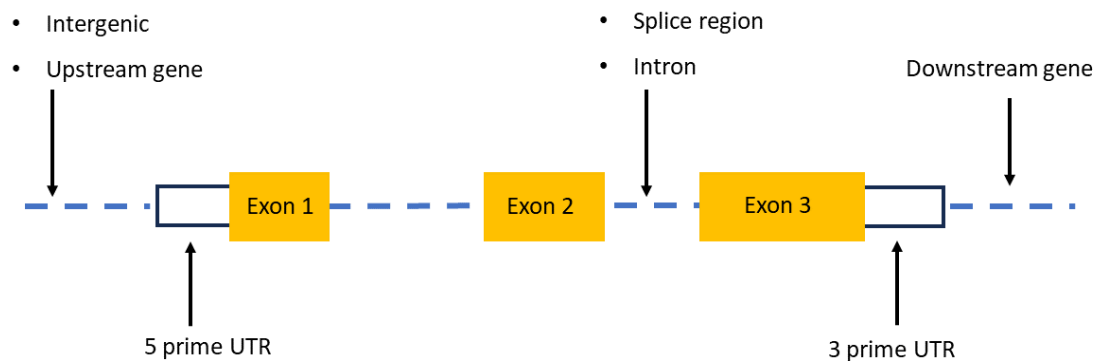 • Intergenic
• Upstream gene
• Splice region
• Intron
Downstream gene
Exon 1
Exon 2
Exon 3
5 prime UTR
3 prime UTR